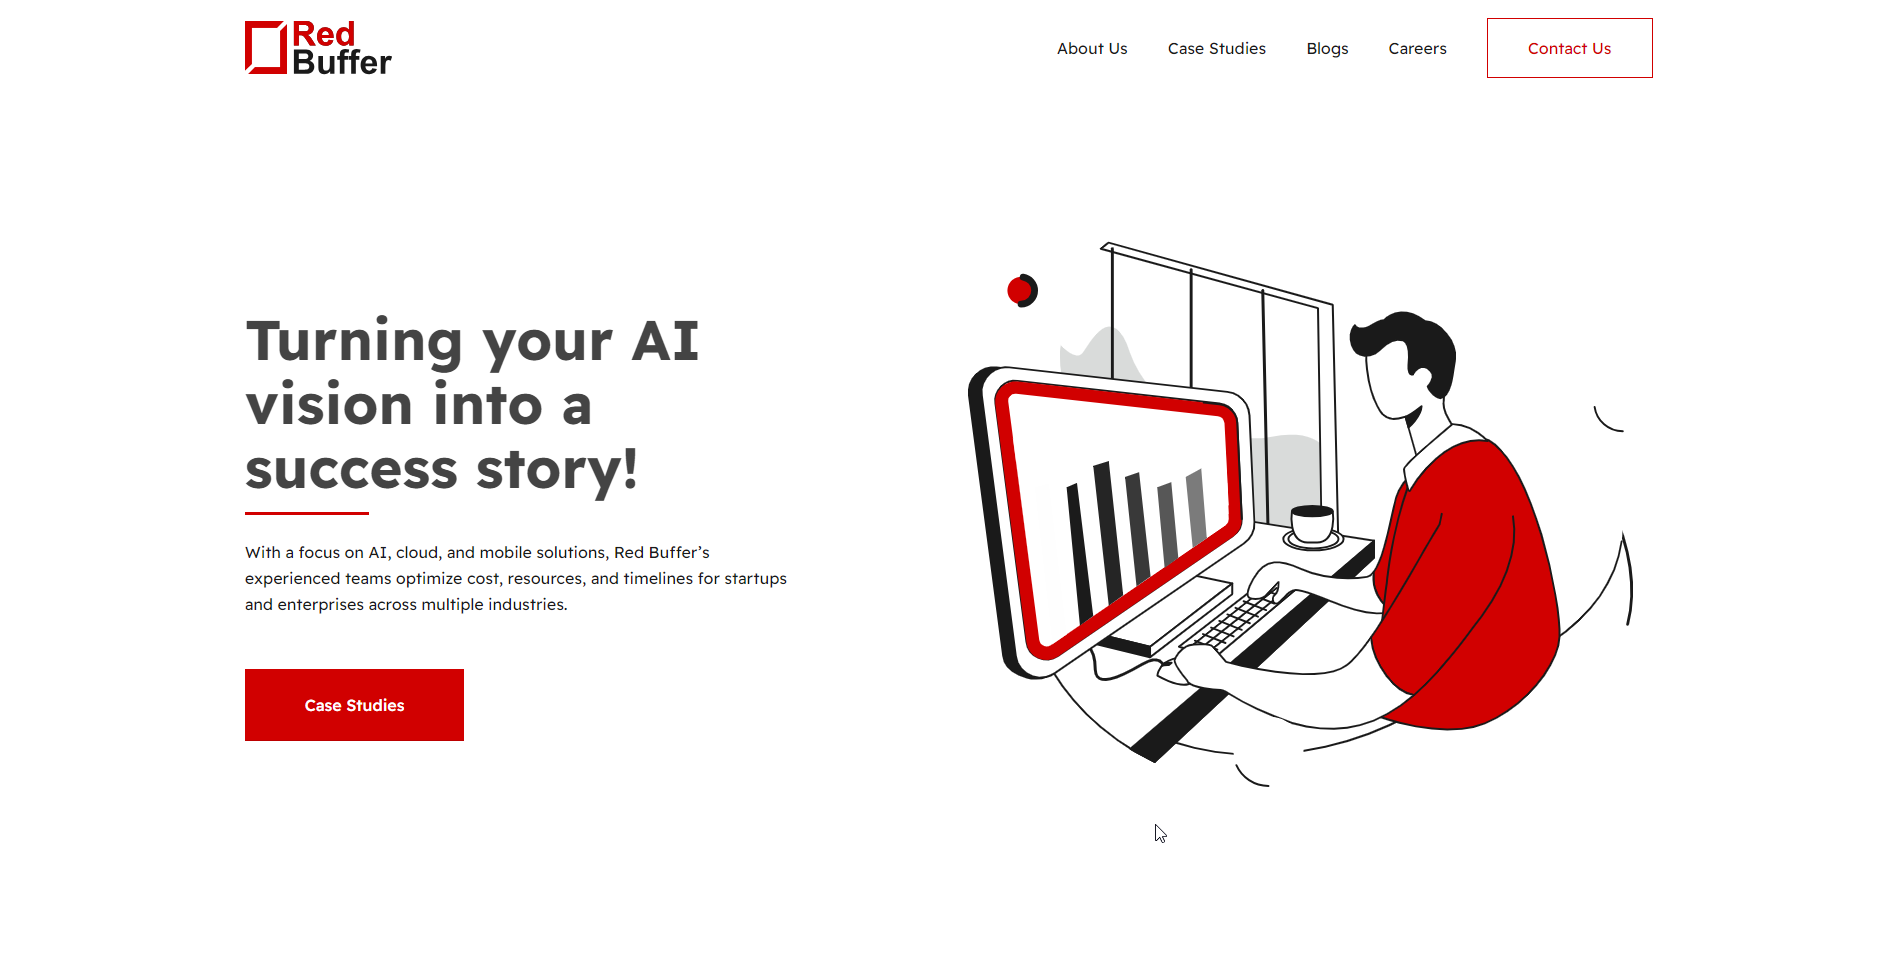 Red
Buffer
About Us
Case Studies
Blogs
Careers
Contact Us
Turning your AI
vision into a
success story!
With a focus on AI, cloud, and mobile solutions, Red Buffer’s
experienced teams optimize cost, resources, and timelines for startups
and enterprises across multiple industries.
Case Studies